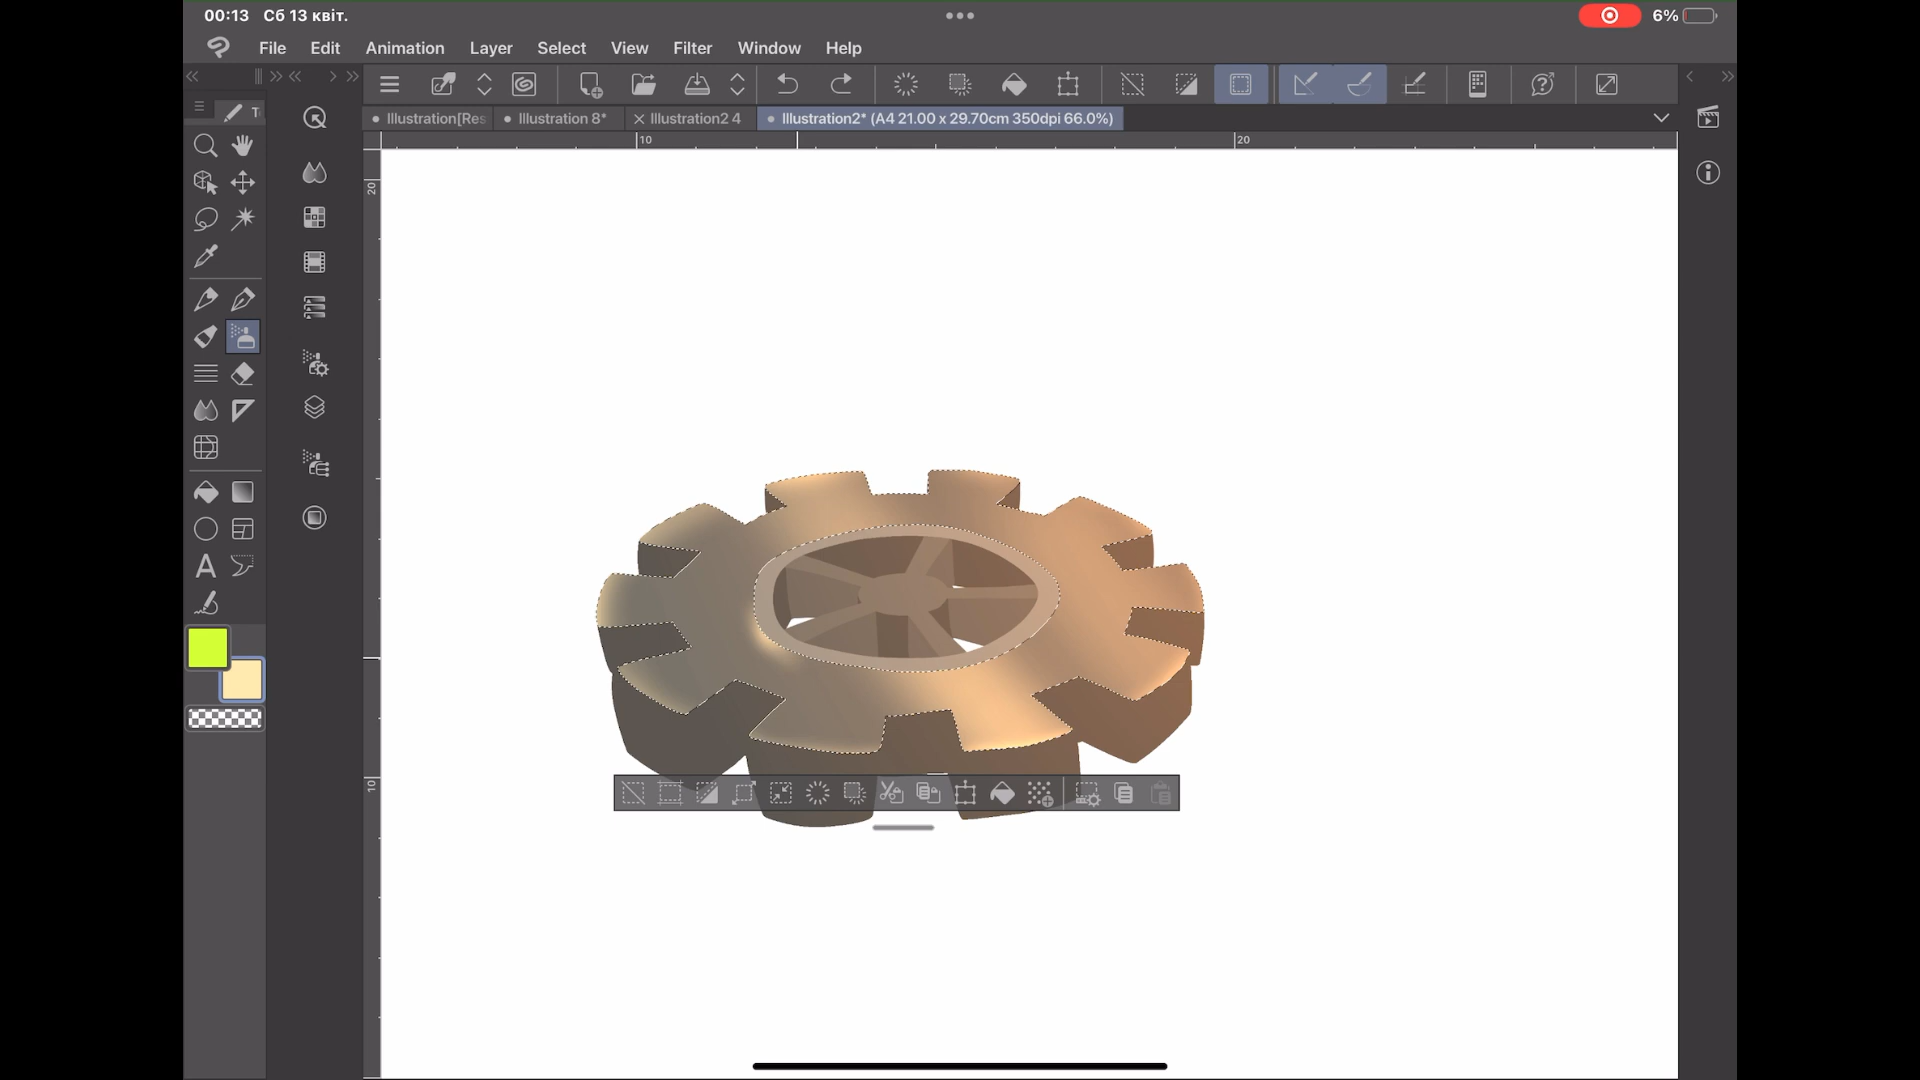 00:13 Сб 13 квіт.
6%
File Edit Animation Layer Select View Filter Window Help
T
Illustration[Res
Illustration 8*
Illustration2 4
Illustration2* (A4 21.00 x 29.70cm 350dpi 66.0%)
10
20
20
10
A